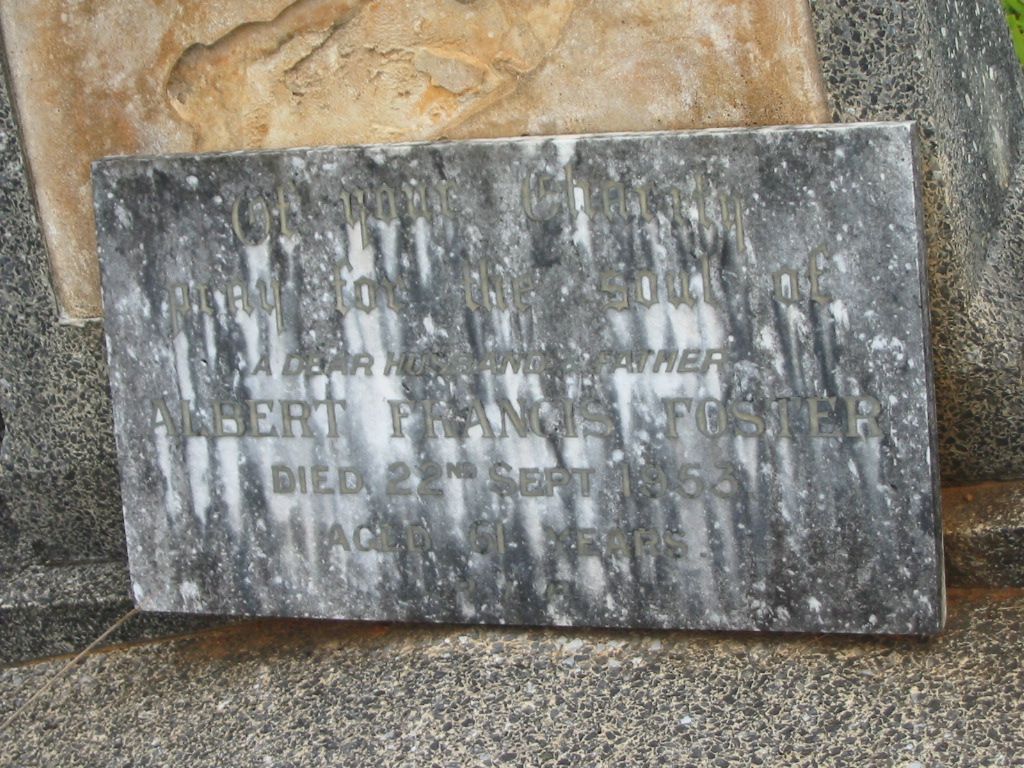 Of your Charity
pray for the soul of
A DEAR HUSBAND & FATHER
ALBERT FRANCIS FOSTER
DIED 22ND SEPT 1953
AGED 61 YEARS.
R. I. P.